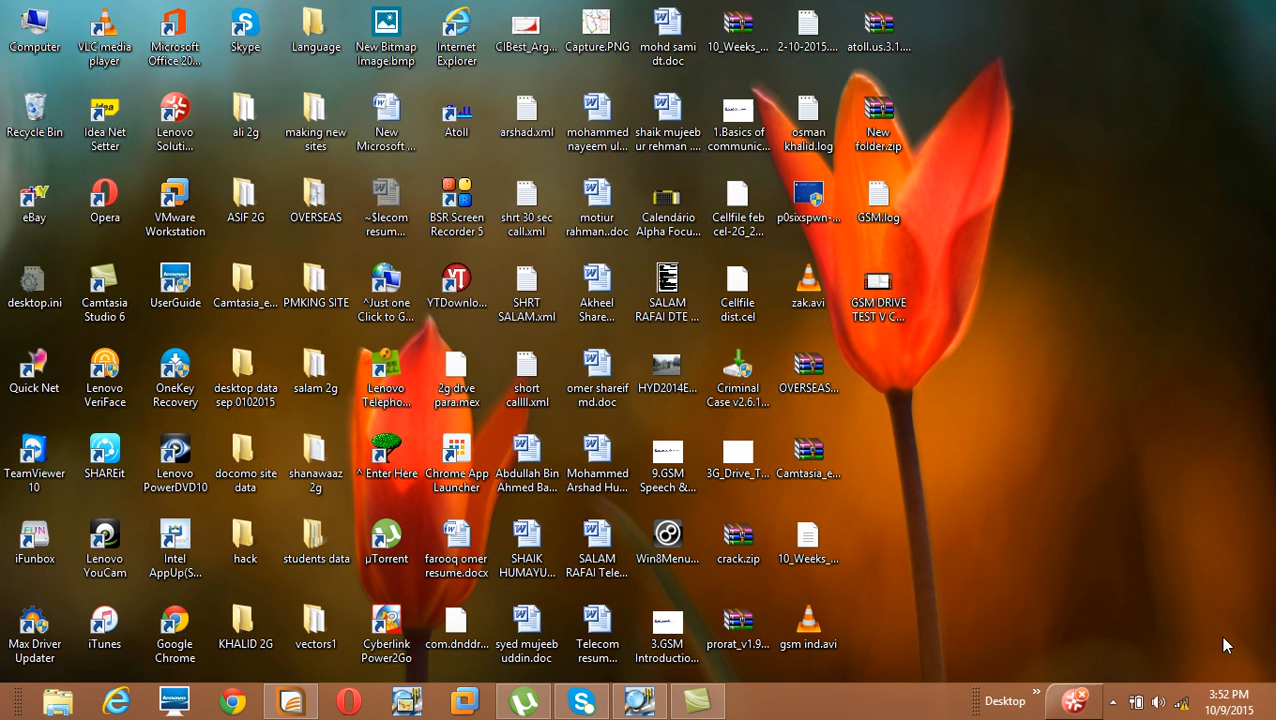 Computer
VLC media
player
Microsoft
Office 20...
Skype
Language
New Bitmap
Image.bmp
Internet
Explorer
CIBest_Arg...
Capture.PNG
mohd sami
dt.doc
10_Weeks_...
2-10-2015....
atoll.us.3.1....
Recycle Bin
Idea Net
Setter
Lenovo
Soluti...
ali 2g
making new
sites
New
Microsoft ...
Atoll
arshad.xml
mohammed
nayeem ul...
shaik mujeeb
ur rehman ....
1.Basics of
communic...
osman
khalid.log
New
folder.zip
eBay
Opera
VMware
Workstation
ASIF 2G
OVERSEAS
~$lecom
resum...
BSR Screen
Recorder 5
shrt 30 sec
call.xml
motiur
rahman..doc
Calendário
Alpha Focu...
Cellfile feb
cel-2G_2...
p0sixspwn-...
GSM.log
desktop.ini
Camtasia
Studio 6
UserGuide
Camtasia_e...
PMKING SITE
^Just one
Click to G...
YTDownlo...
SHRT
SALAM.xml
Akheel
Share...
SALAM
RAFAI DTE ...
Cellfile
dist.cel
zak.avi
GSM DRIVE
TEST V C...
Quick Net
Lenovo
VeriFace
OneKey
Recovery
desktop data
sep 0102015
salam 2g
Lenovo
Telepho...
2g drve
para.mex
short
callll.xml
omer shareif
md.doc
HYD2014E...
Criminal
Case v2.6.1...
OVERSEAS...
TeamViewer
10
SHAREit
Lenovo
PowerDVD10
docomo site
data
shanawaaz
2g
^ Enter Here
Chrome App
Launcher
Abdullah Bin
Ahmed Ba...
Mohammed
Arshad Hu...
9.GSM
Speech &...
3G_Drive_T...
Camtasia_e...
iFunbox
Lenovo
YouCam
Intel
AppUp(S...
hack
students data
µTorrent
farooq omer
resume.docx
SHAIK
HUMAYU...
SALAM
RAFAI Tele...
Win8Menu...
crack.zip
10_Weeks_...
Max Driver
Updater
iTunes
Google
Chrome
KHALID 2G
vectors1
Cyberlink
Power2Go
com.dnddr...
syed mujeeb
uddin.doc
Telecom
resum...
3.GSM
Introductio...
prorat_v1.9...
gsm ind.avi
Desktop
3:52 PM
10/9/2015